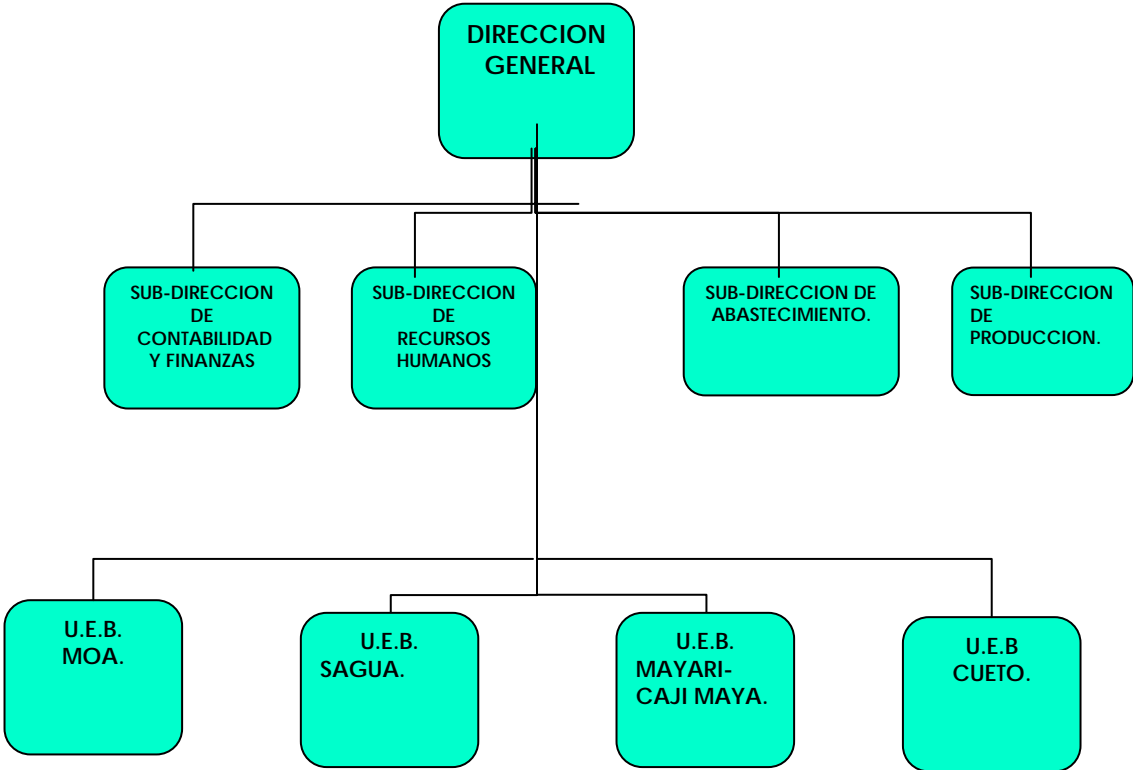 DIRECCION
GENERAL
SUB-DIRECCION
DE
CONTABILIDAD
Y FINANZAS
SUB-DIRECCION
DE
RECURSOS
HUMANOS
SUB-DIRECCION DE
ABASTECIMIENTO.
SUB-DIRECCION
DE
PRODUCCION.
U.E.B.
MOA.
U.E.B.
SAGUA.
U.E.B.
MAYARI-
CAJI MAYA.
U.E.B
CUETO.